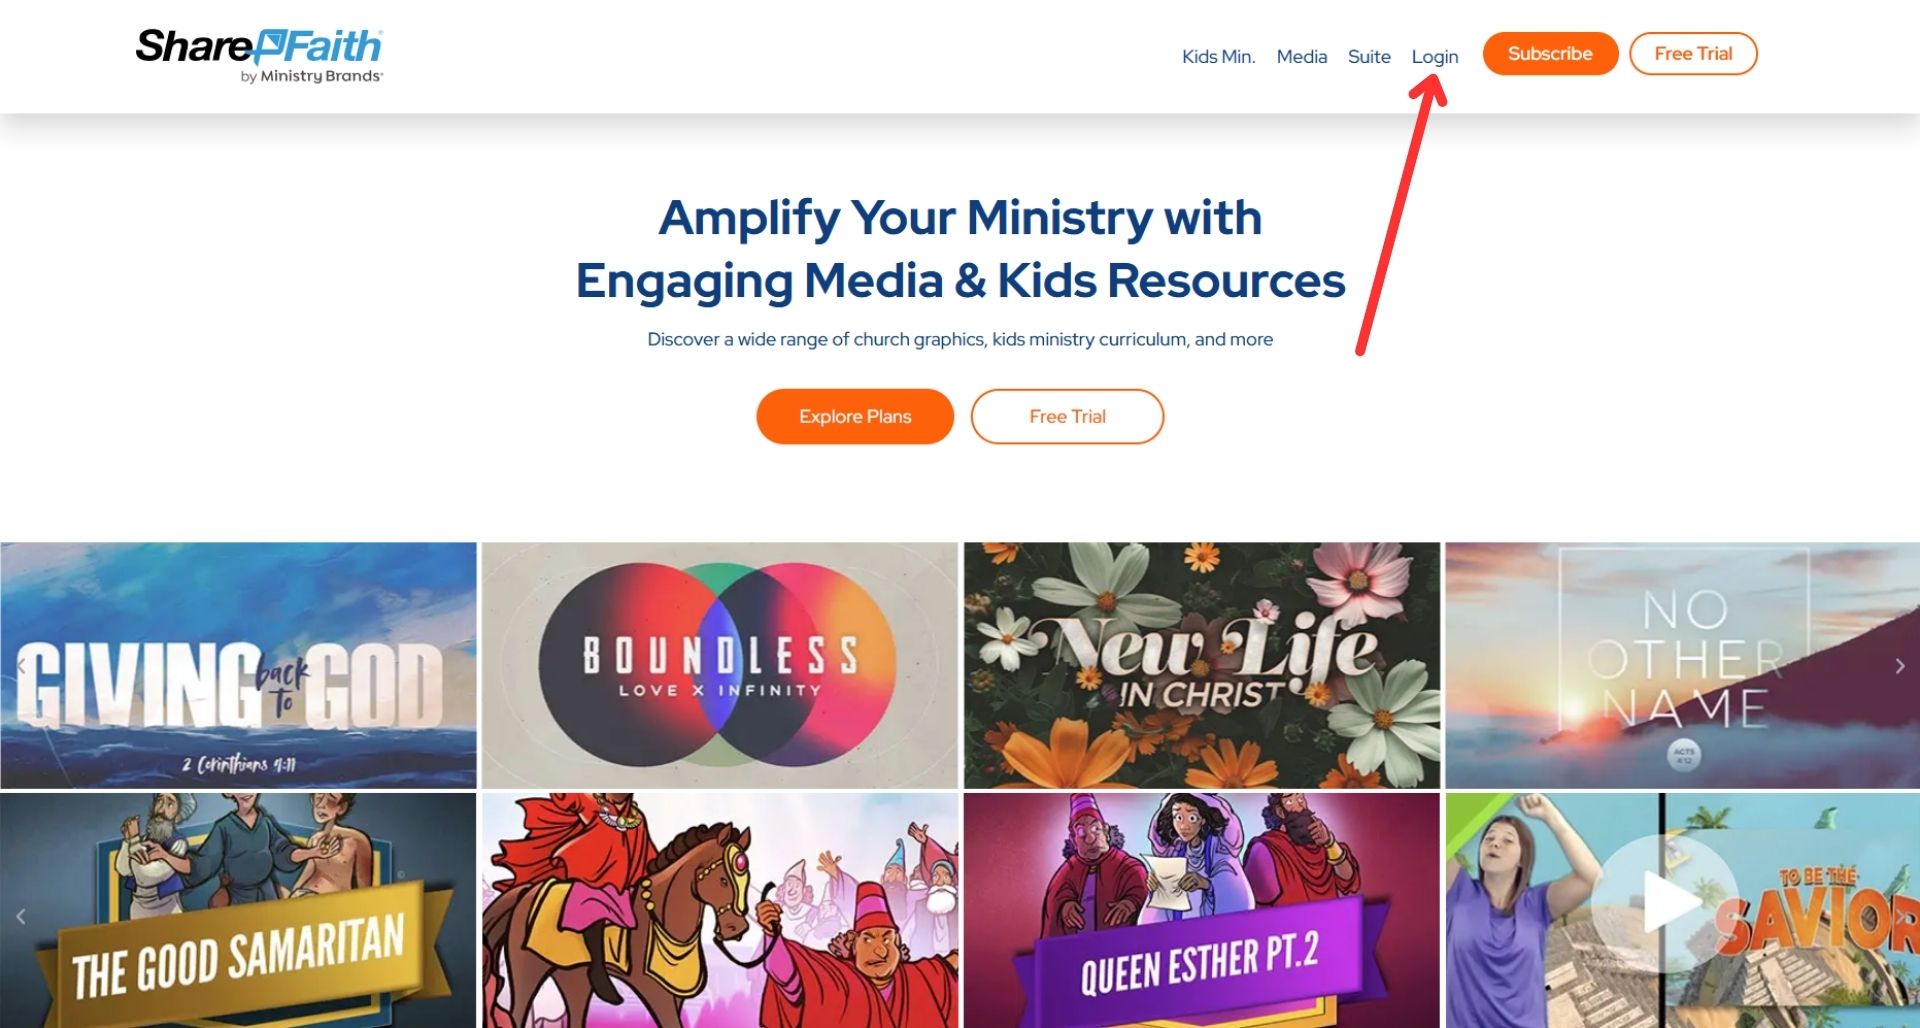 ShareFaith
by Ministry Brands
Kids Min. Media Suite Login Subscribe Free Trial
Amplify Your Ministry with
Engaging Media & Kids Resources
Discover a wide range of church graphics, kids ministry curriculum, and more
Explore Plans Free Trial
GIVING back to GOD
2 Corinthians 9:11
BOUNDLESS
LOVE X INFINITY
New Life
IN CHRIST
NO
OTHER
NAME
ACTS
4:12
THE GOOD SAMARITAN
QUEEN ESTHER PT.2
TO BE THE
SAVIOR